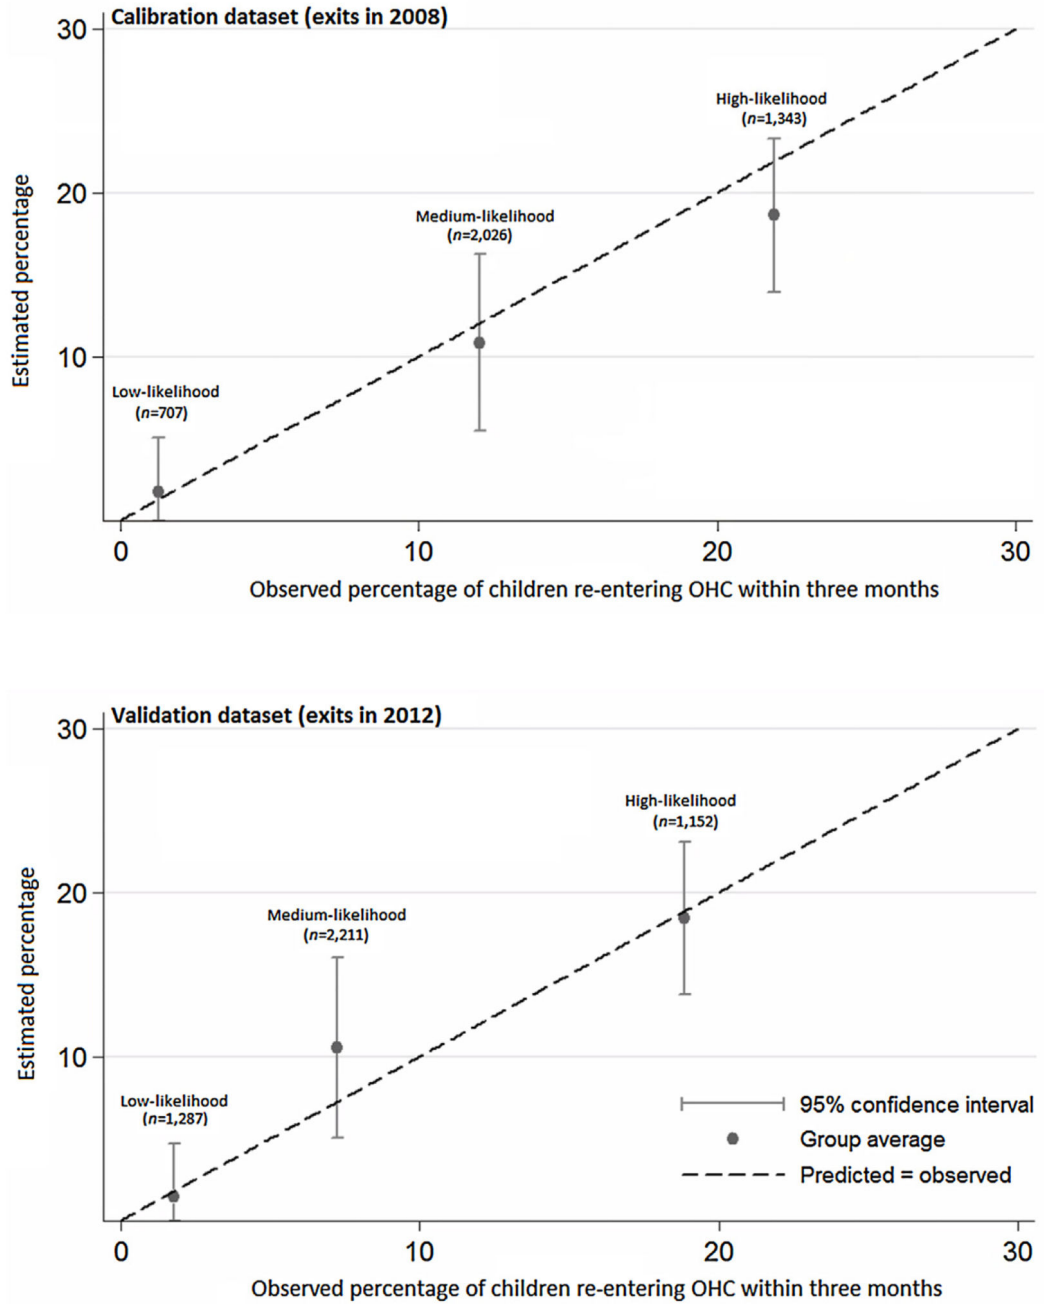 Calibration dataset (exits in 2008)
30
High-likelihood
(n=1,343)
20
Medium-likelihood
(n=2,026)
Estimated percentage
10
Low-likelihood
(n=707)
0 10 20 30
Observed percentage of children re-entering OHC within three months
Validation dataset (exits in 2012)
30
High-likelihood
(n=1,152)
20
Medium-likelihood
(n=2,211)
Estimated percentage
10
Low-likelihood
(n=1,287)
95% confidence interval
Group average
Predicted = observed
0 10 20 30
Observed percentage of children re-entering OHC within three months